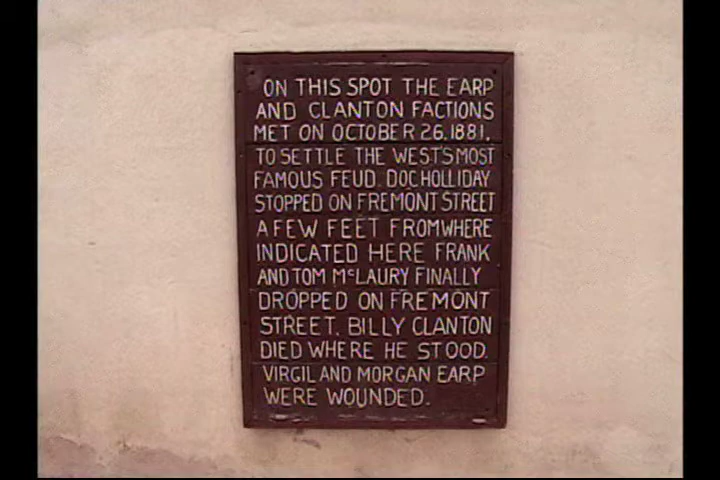 ON THIS SPOT THE EARP
AND CLANTON FACTIONS
MET ON OCTOBER 26, 1881,
TO SETTLE THE WEST'S MOST
FAMOUS FEUD. DOC HOLLIDAY
STOPPED ON FREMONT STREET
A FEW FEET FROM WHERE
INDICATED HERE FRANK
AND TOM McLAURY FINALLY
DROPPED ON FREMONT
STREET. BILLY CLANTON
DIED WHERE HE STOOD.
VIRGIL AND MORGAN EARP
WERE WOUNDED.